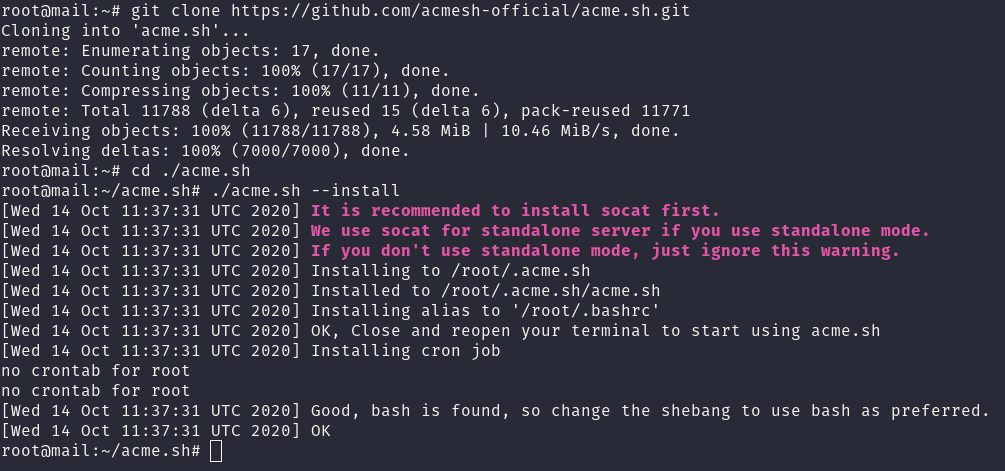 root@mail:~# git clone https://github.com/acmesh-official/acme.sh.git
Cloning into 'acme.sh'...
remote: Enumerating objects: 17, done.
remote: Counting objects: 100% (17/17), done.
remote: Compressing objects: 100% (11/11), done.
remote: Total 11788 (delta 6), reused 15 (delta 6), pack-reused 11771
Receiving objects: 100% (11788/11788), 4.58 MiB | 10.46 MiB/s, done.
Resolving deltas: 100% (7000/7000), done.
root@mail:~# cd ./acme.sh
root@mail:~/acme.sh# ./acme.sh --install
[Wed 14 Oct 11:37:31 UTC 2020] It is recommended to install socat first.
[Wed 14 Oct 11:37:31 UTC 2020] We use socat for standalone server if you use standalone mode.
[Wed 14 Oct 11:37:31 UTC 2020] If you don't use standalone mode, just ignore this warning.
[Wed 14 Oct 11:37:31 UTC 2020] Installing to /root/.acme.sh
[Wed 14 Oct 11:37:31 UTC 2020] Installed to /root/.acme.sh/acme.sh
[Wed 14 Oct 11:37:31 UTC 2020] Installing alias to '/root/.bashrc'
[Wed 14 Oct 11:37:31 UTC 2020] OK, Close and reopen your terminal to start using acme.sh
[Wed 14 Oct 11:37:31 UTC 2020] Installing cron job
no crontab for root
no crontab for root
[Wed 14 Oct 11:37:31 UTC 2020] Good, bash is found, so change the shebang to use bash as preferred.
[Wed 14 Oct 11:37:31 UTC 2020] OK
root@mail:~/acme.sh#